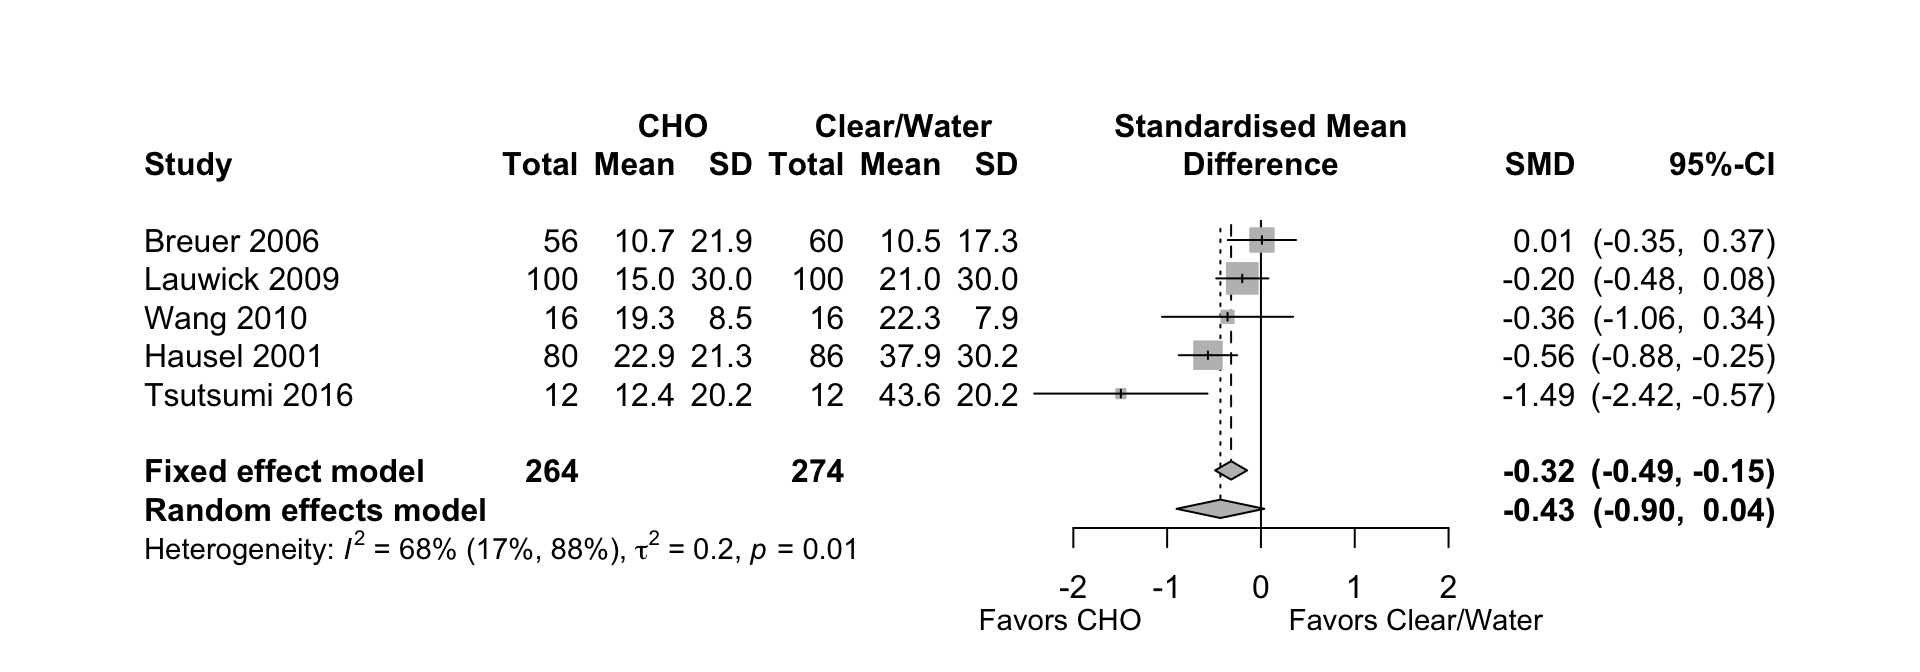 CHO Clear/Water Standardised Mean
Study Total Mean SD Total Mean SD Difference SMD 95%-CI
Breuer 2006 56 10.7 21.9 60 10.5 17.3 0.01 (-0.35, 0.37)
Lauwick 2009 100 15.0 30.0 100 21.0 30.0 -0.20 (-0.48, 0.08)
Wang 2010 16 19.3 8.5 16 22.3 7.9 -0.36 (-1.06, 0.34)
Hausel 2001 80 22.9 21.3 86 37.9 30.2 -0.56 (-0.88, -0.25)
Tsutsumi 2016 12 12.4 20.2 12 43.6 20.2 -1.49 (-2.42, -0.57)
Fixed effect model 264 274 -0.32 (-0.49, -0.15)
Random effects model -0.43 (-0.90, 0.04)
Heterogeneity: I² = 68% (17%, 88%), τ² = 0.2, p = 0.01
-2 -1 0 1 2
Favors CHO Favors Clear/Water